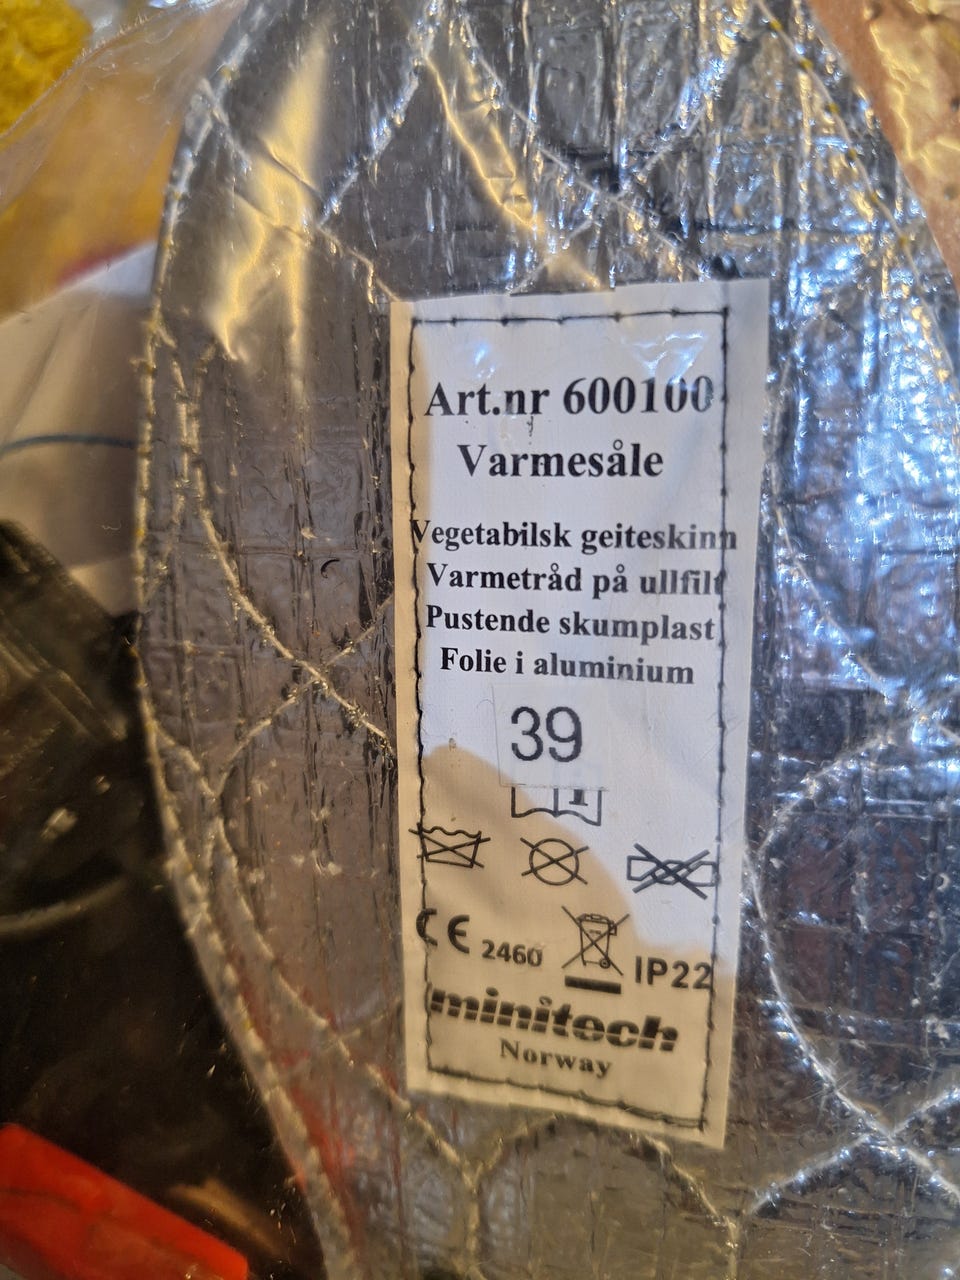 Art.nr 600100
Varmesåle
Vegetabilsk geiteskinn
Varmetråd på ullfilt
Pustende skumplast
Folie i aluminium
39
i
CE 2460 IP22
minitech
Norway